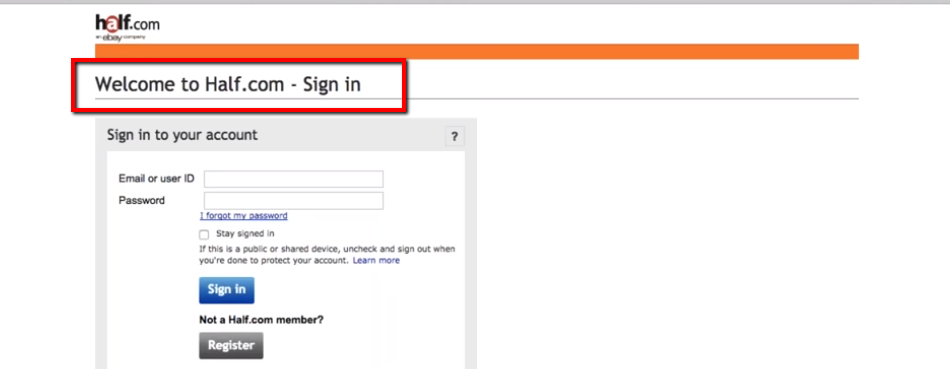 half.com
an ebay company
Welcome to Half.com - Sign in
Sign in to your account
?
Email or user ID
Password
I forgot my password
Stay signed in
If this is a public or shared device, uncheck and sign out when
you're done to protect your account. Learn more
Sign in
Not a Half.com member?
Register